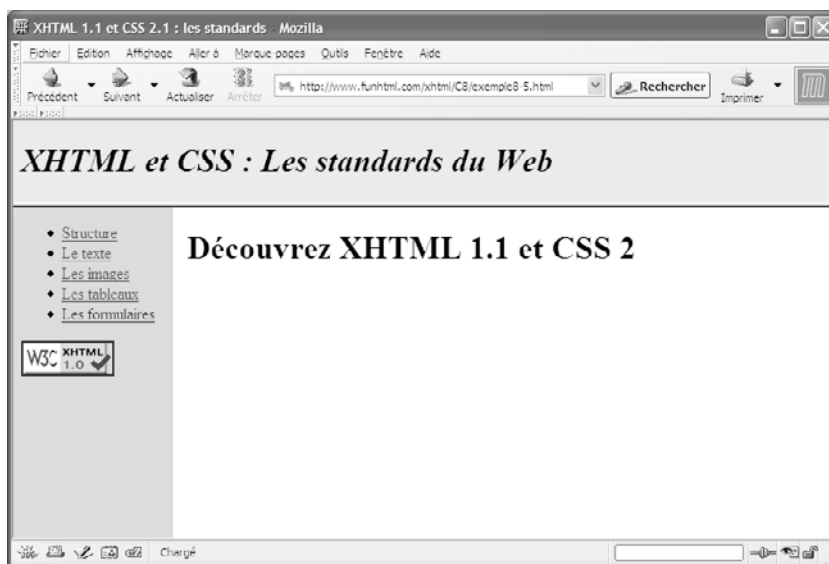 XHTML 1.1 et CSS 2.1 : les standards - Mozilla
Fichier Edition Affichage Aller à Marque-pages Outils Fenêtre Aide
Précédent Suivant Actualiser Arrêter http://www.funhtml.com/xhtml/C8/exemple8-5.html Rechercher Imprimer
XHTML et CSS : Les standards du Web
Structure
Le texte
Les images
Les tableaux
Les formulaires
Découvrez XHTML 1.1 et CSS 2
W3C XHTML 1.0
Chargé